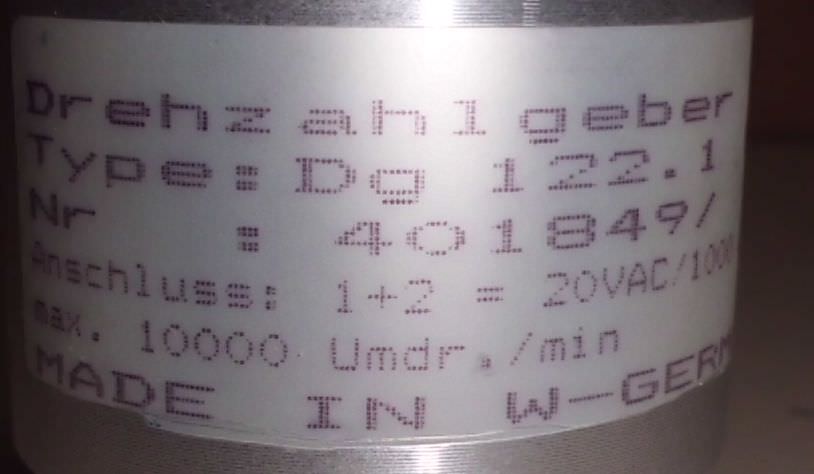 Drehzahlgeber
Type: Dg 122.1
Nr : 401849/
Anschluss: 1+2 = 20VAC/1000
max. 10000 Umdr./min
MADE IN W-GERM